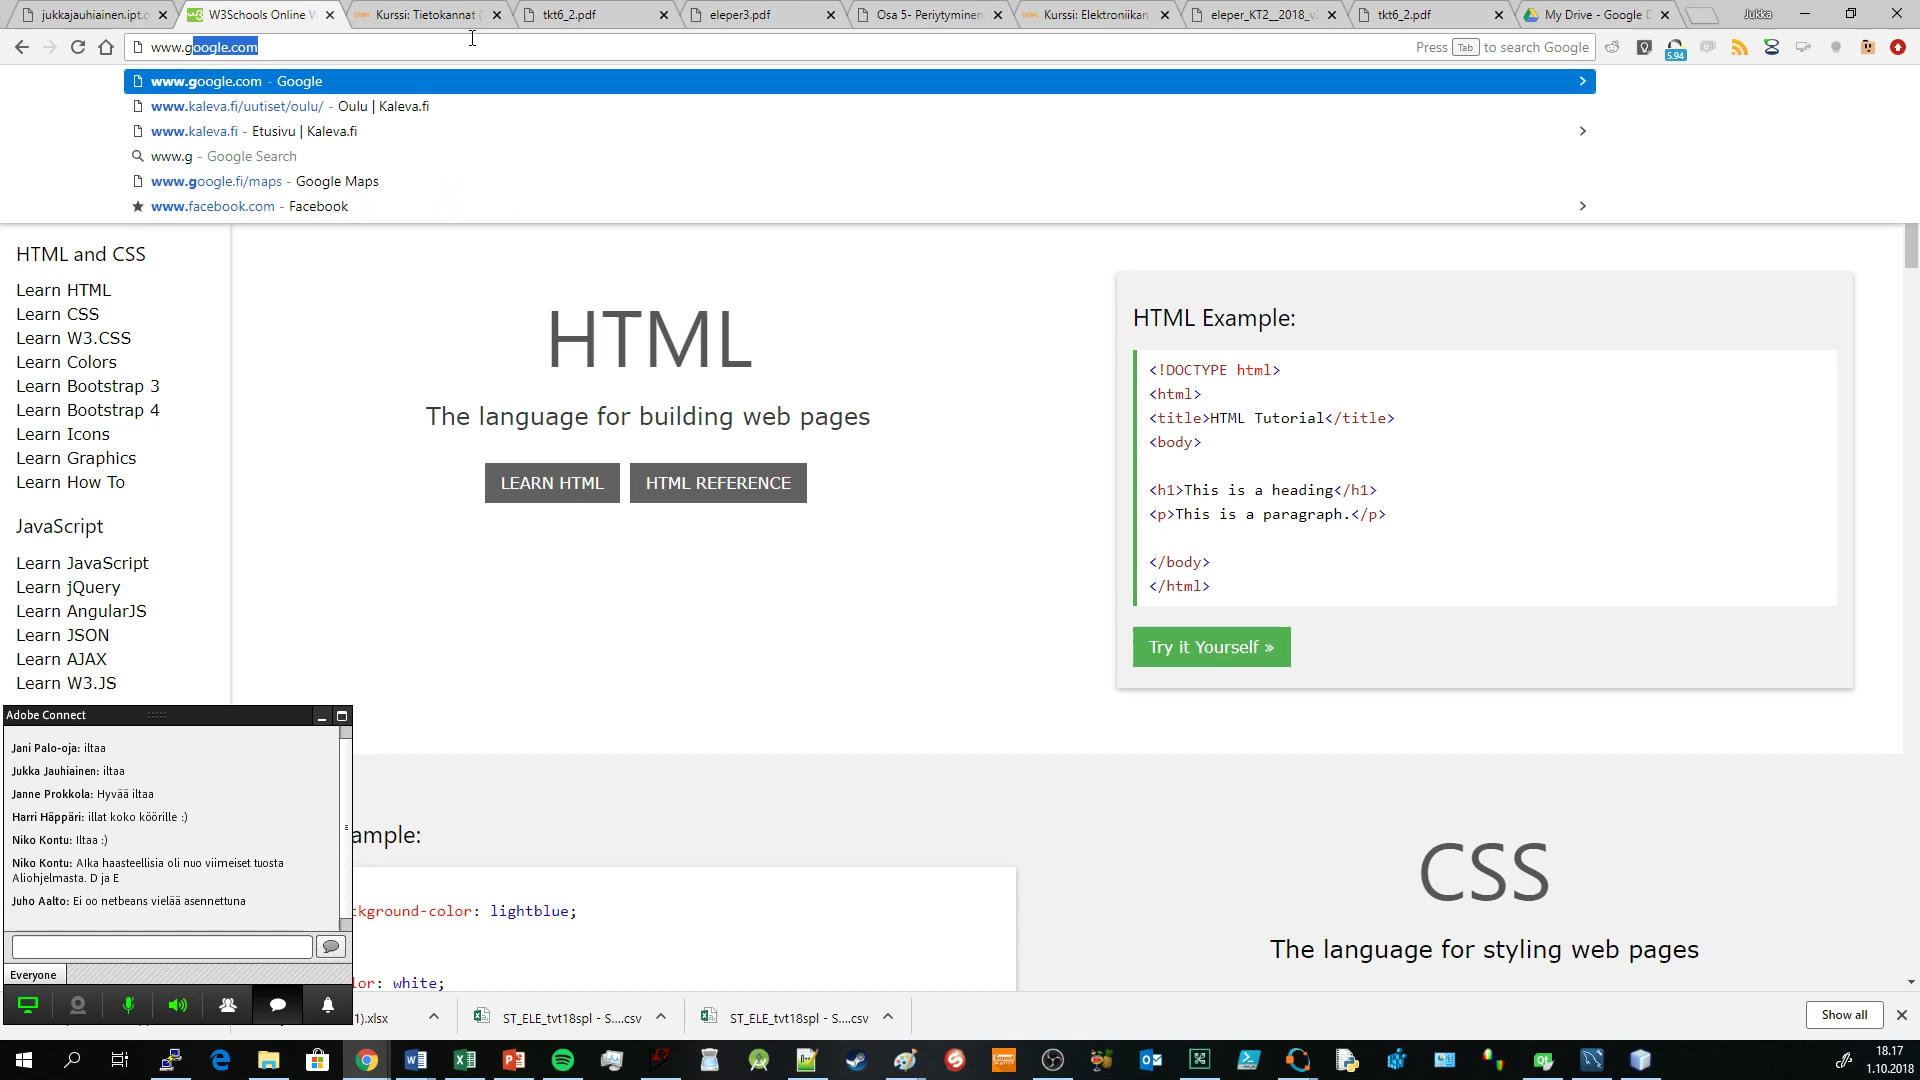 jukkajauhiainen.ipt.c
W3Schools Online W
Kurssi: Tietokannat (
tkt6_2.pdf
eleper3.pdf
Osa 5- Periytyminen
Kurssi: Elektroniikan
eleper_KT2__2018_v
tkt6_2.pdf
My Drive - Google D
Jukka
www.google.com
Press Tab to search Google
5.94
www.google.com - Google
www.kaleva.fi/uutiset/oulu/ - Oulu | Kaleva.fi
www.kaleva.fi - Etusivu | Kaleva.fi
www.g - Google Search
www.google.fi/maps - Google Maps
www.facebook.com - Facebook
HTML and CSS
Learn HTML
Learn CSS
Learn W3.CSS
Learn Colors
Learn Bootstrap 3
Learn Bootstrap 4
Learn Icons
Learn Graphics
Learn How To
JavaScript
Learn JavaScript
Learn jQuery
Learn AngularJS
Learn JSON
Learn AJAX
Learn W3.JS
HTML
The language for building web pages
LEARN HTML
HTML REFERENCE
HTML Example:
<!DOCTYPE html>
<html>
<title>HTML Tutorial</title>
<body>
<h1>This is a heading</h1>
<p>This is a paragraph.</p>
</body>
</html>
Try it Yourself »
Adobe Connect
Jani Palo-oja: iltaa
Jukka Jauhiainen: iltaa
Janne Prokkola: Hyvää iltaa
Harri Häppäri: illat koko köörille :)
Niko Kontu: Iltaa :)
Niko Kontu: AIka haasteellisia oli nuo viimeiset tuosta
Aliohjelmasta. D ja E
Juho Aalto: Ei oo netbeans vielää asennettuna
Everyone
ample:
ckground-color: lightblue;
lor: white;
CSS
The language for styling web pages
1).xlsx
ST_ELE_tvt18spl - S....csv
ST_ELE_tvt18spl - S....csv
Show all
18.17
1.10.2018